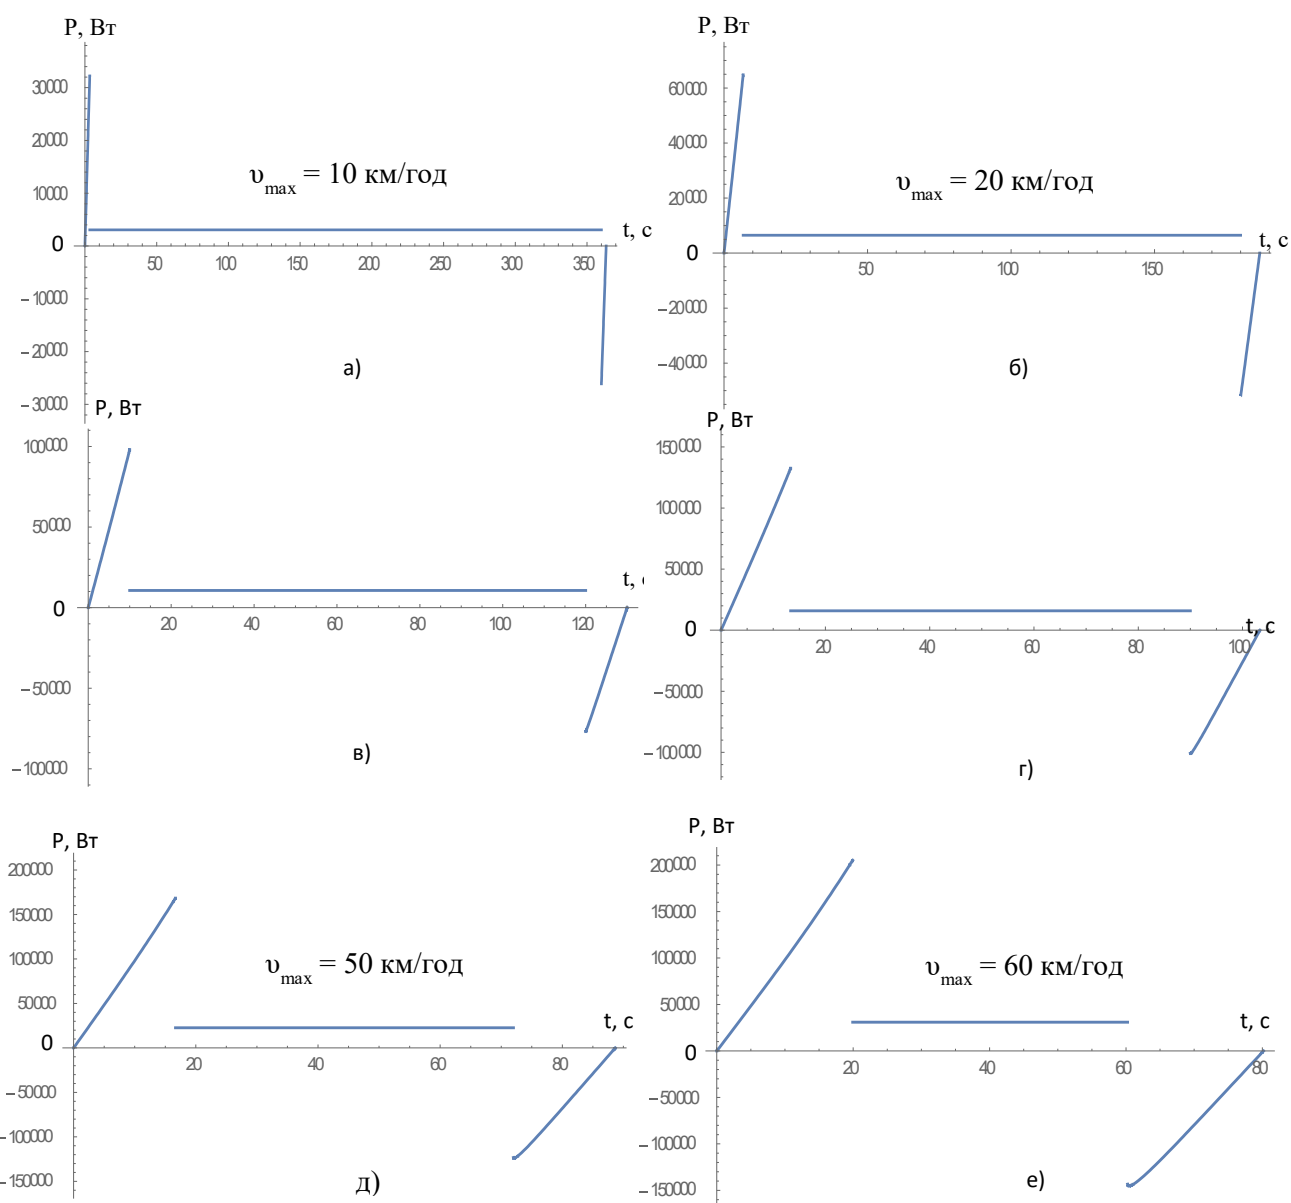 P, Вт
30000
20000
10000
0
υmax = 10 км/год
t, с
50 100 150 200 250 300 350
−10000
−20000
−30000
а)
P, Вт
60000
40000
20000
0
υmax = 20 км/год
t, с
50 100 150
−20000
−40000
б)
P, Вт
100000
50000
0
t, с
20 40 60 80 100 120
−50000
−100000
в)
P, Вт
150000
100000
50000
0
t, с
20 40 60 80 100
−50000
−100000
г)
P, Вт
200000
150000
100000
50000
0
υmax = 50 км/год
t, с
20 40 60 80
−50000
−100000
−150000
д)
P, Вт
200000
150000
100000
50000
0
υmax = 60 км/год
t, с
20 40 60 80
−50000
−100000
−150000
е)